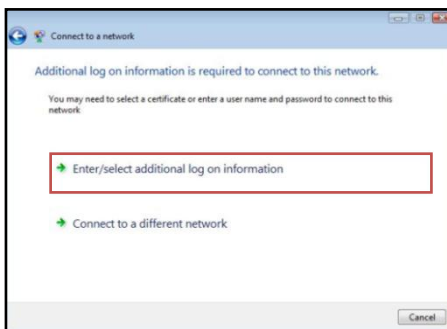 Connect to a network
Additional log on information is required to connect to this network.
You may need to select a certificate or enter a user name and password to connect to this
network
Enter/select additional log on information
Connect to a different network
Cancel